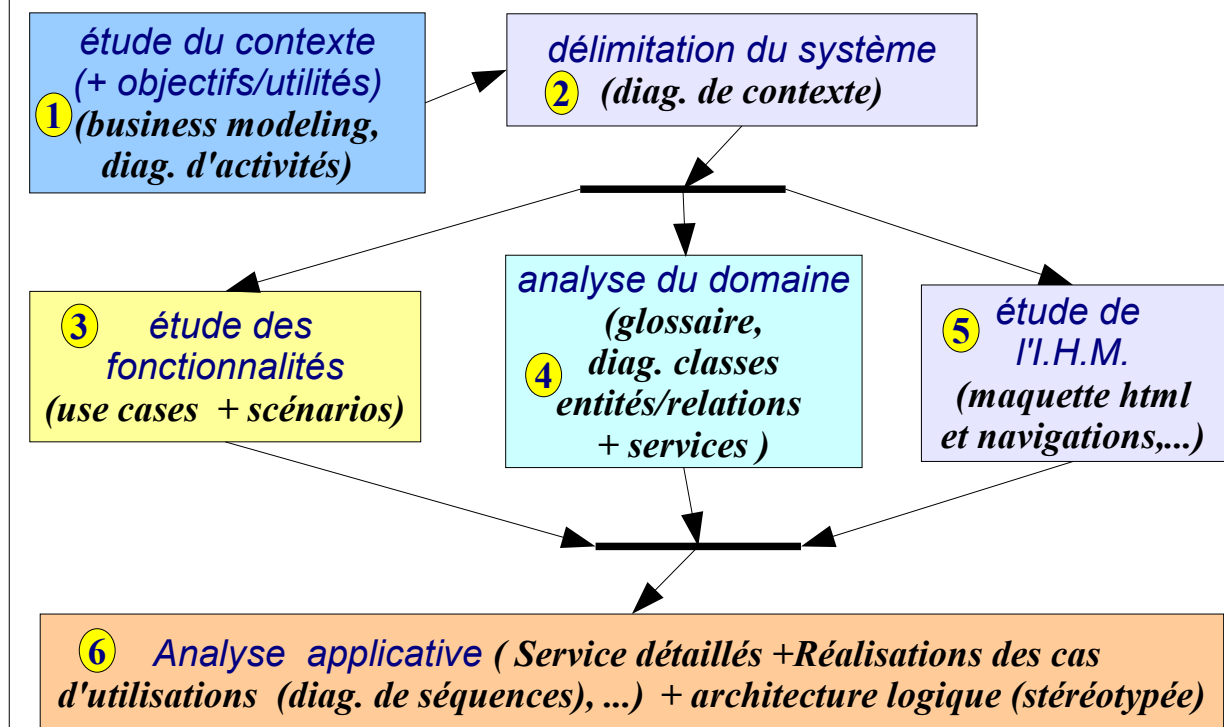 étude du contexte
(+ objectifs/utilités)
1
(business modeling,
diag. d'activités)
délimitation du système
2
(diag. de contexte)
3
étude des
fonctionnalités
(use cases + scénarios)
analyse du domaine
(glossaire,
diag. classes
4
entités/relations
+ services )
5
étude de
l'I.H.M.
(maquette html
et navigations,...)
6 Analyse applicative ( Service détaillés +Réalisations des cas
d'utilisations (diag. de séquences), ...) + architecture logique (stéréotypée)